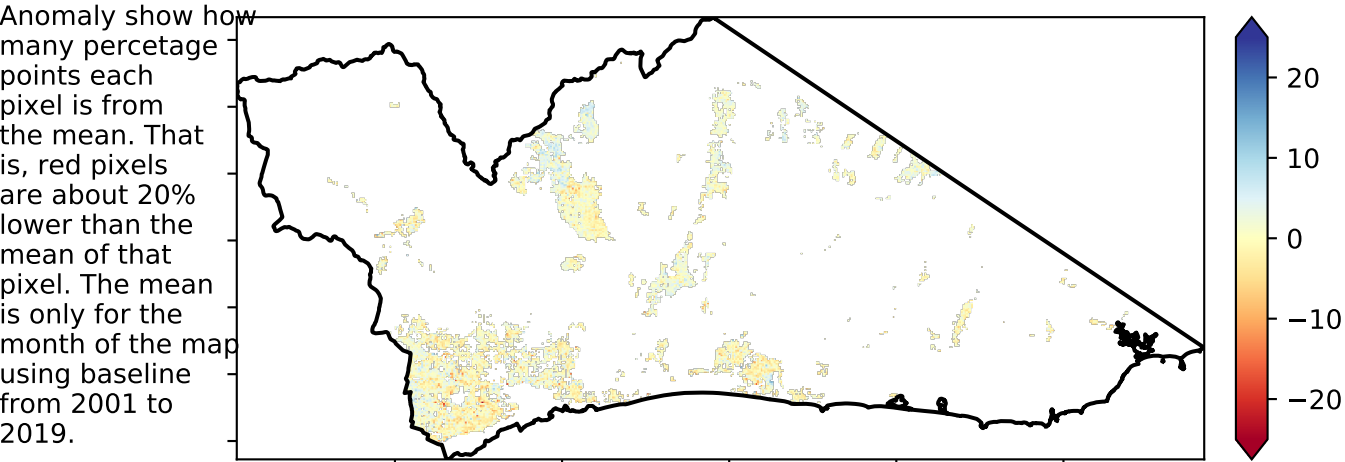 Anomaly show how
many percetage
points each
pixel is from
the mean. That
is, red pixels
are about 20%
lower than the
mean of that
pixel. The mean
is only for the
month of the map
using baseline
from 2001 to
2019.
20
10
0
−10
−20